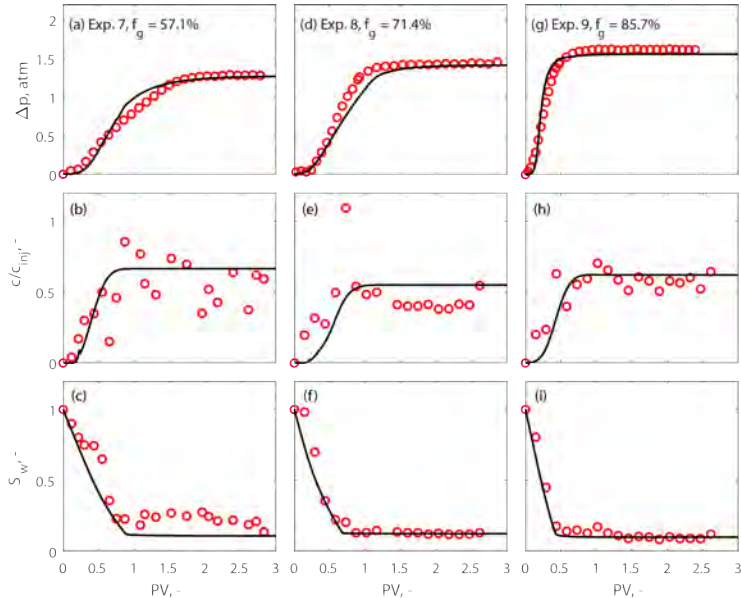 (a) Exp. 7, f_g = 57.1%
(d) Exp. 8, f_g = 71.4%
(g) Exp. 9, f_g = 85.7%
2
1.5
1
0.5
0
Δp, atm
(b)
(e)
(h)
1
0.5
0
c/c_inj, -
(c)
(f)
(i)
1
0.5
0
S_w, -
0 0.5 1 1.5 2 2.5 3
0 0.5 1 1.5 2 2.5 3
0 0.5 1 1.5 2 2.5 3
PV, -
PV, -
PV, -